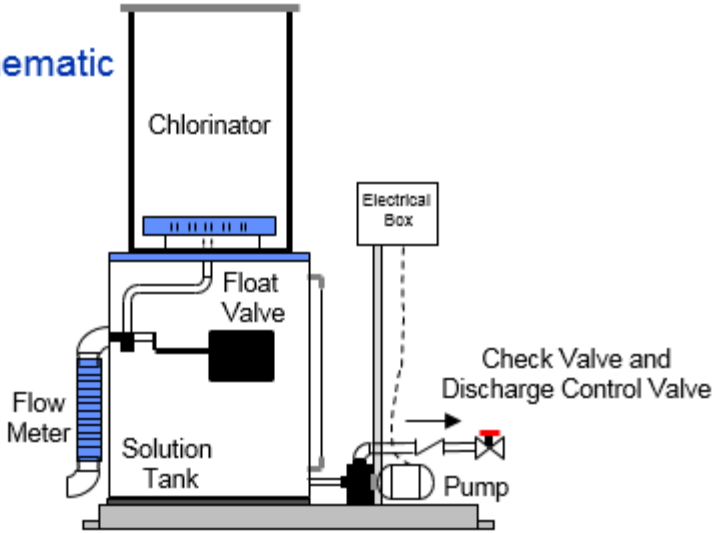 ematic
Chlorinator
Electrical
Box
Float
Valve
Check Valve and
Discharge Control Valve
Flow
Meter
Solution
Tank
Pump